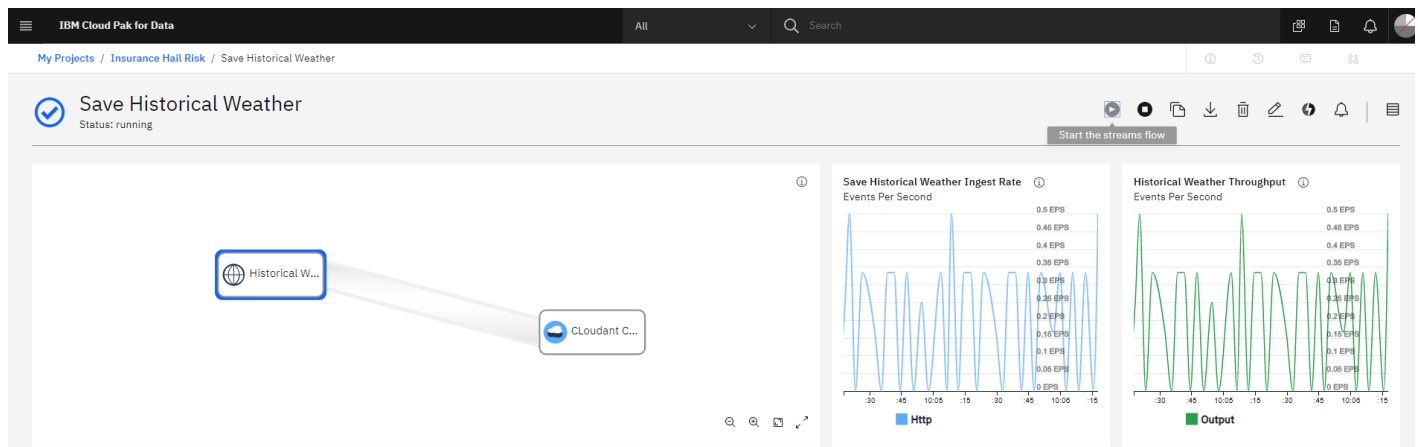 IBM Cloud Pak for Data
All
Search
My Projects / Insurance Hail Risk / Save Historical Weather
Save Historical Weather
Status: running
Start the streams flow
Historical W...
CLoudant C...
Save Historical Weather Ingest Rate
Events Per Second
0.5 EPS
0.45 EPS
0.4 EPS
0.35 EPS
0.3 EPS
0.25 EPS
0.2 EPS
0.15 EPS
0.1 EPS
0.05 EPS
0 EPS
:30 :45 10:05 :15 :30 :45 10:06 :15
Http
Historical Weather Throughput
Events Per Second
0.5 EPS
0.45 EPS
0.4 EPS
0.35 EPS
0.3 EPS
0.25 EPS
0.2 EPS
0.15 EPS
0.1 EPS
0.05 EPS
0 EPS
:30 :45 10:05 :15 :30 :45 10:06 :15
Output